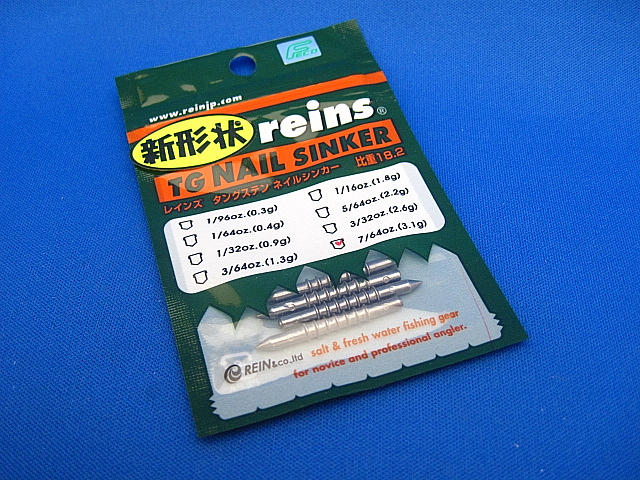 FECO
www.reinjp.com
新形状
reins®
TG NAIL SINKER
レインズ タングステン ネイルシンカー 比重18.2
1/96oz.(0.3g)
1/64oz.(0.4g)
1/32oz.(0.9g)
3/64oz.(1.3g)
1/16oz.(1.8g)
5/64oz.(2.2g)
3/32oz.(2.6g)
7/64oz.(3.1g)
REIN&co.ltd
salt & fresh water fishing gear
for novice and professional angler.